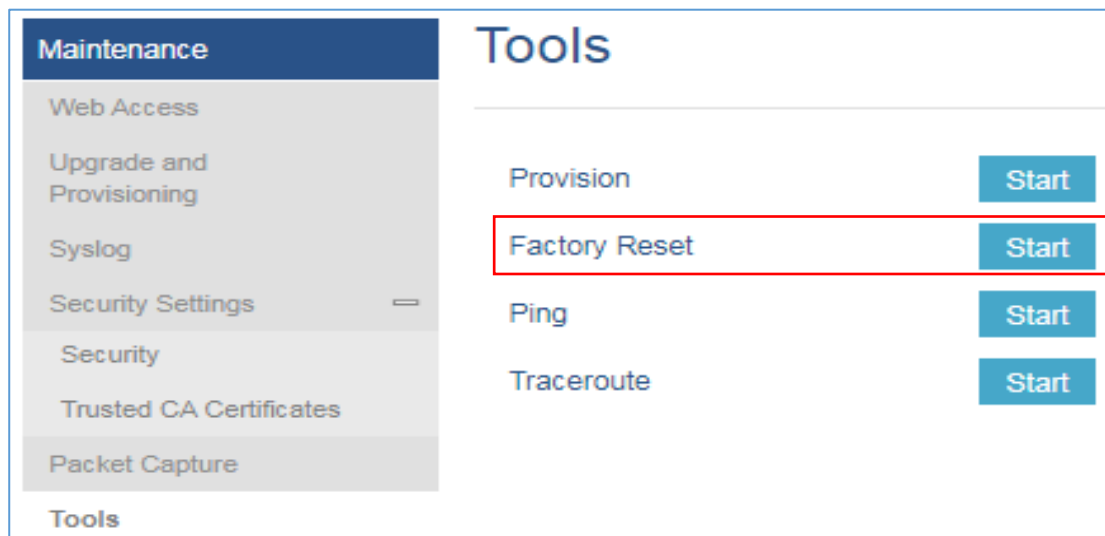 Maintenance
Web Access
Upgrade and
Provisioning
Syslog
Security Settings
Security
Trusted CA Certificates
Packet Capture
Tools
Tools
Provision Start
Factory Reset Start
Ping Start
Traceroute Start